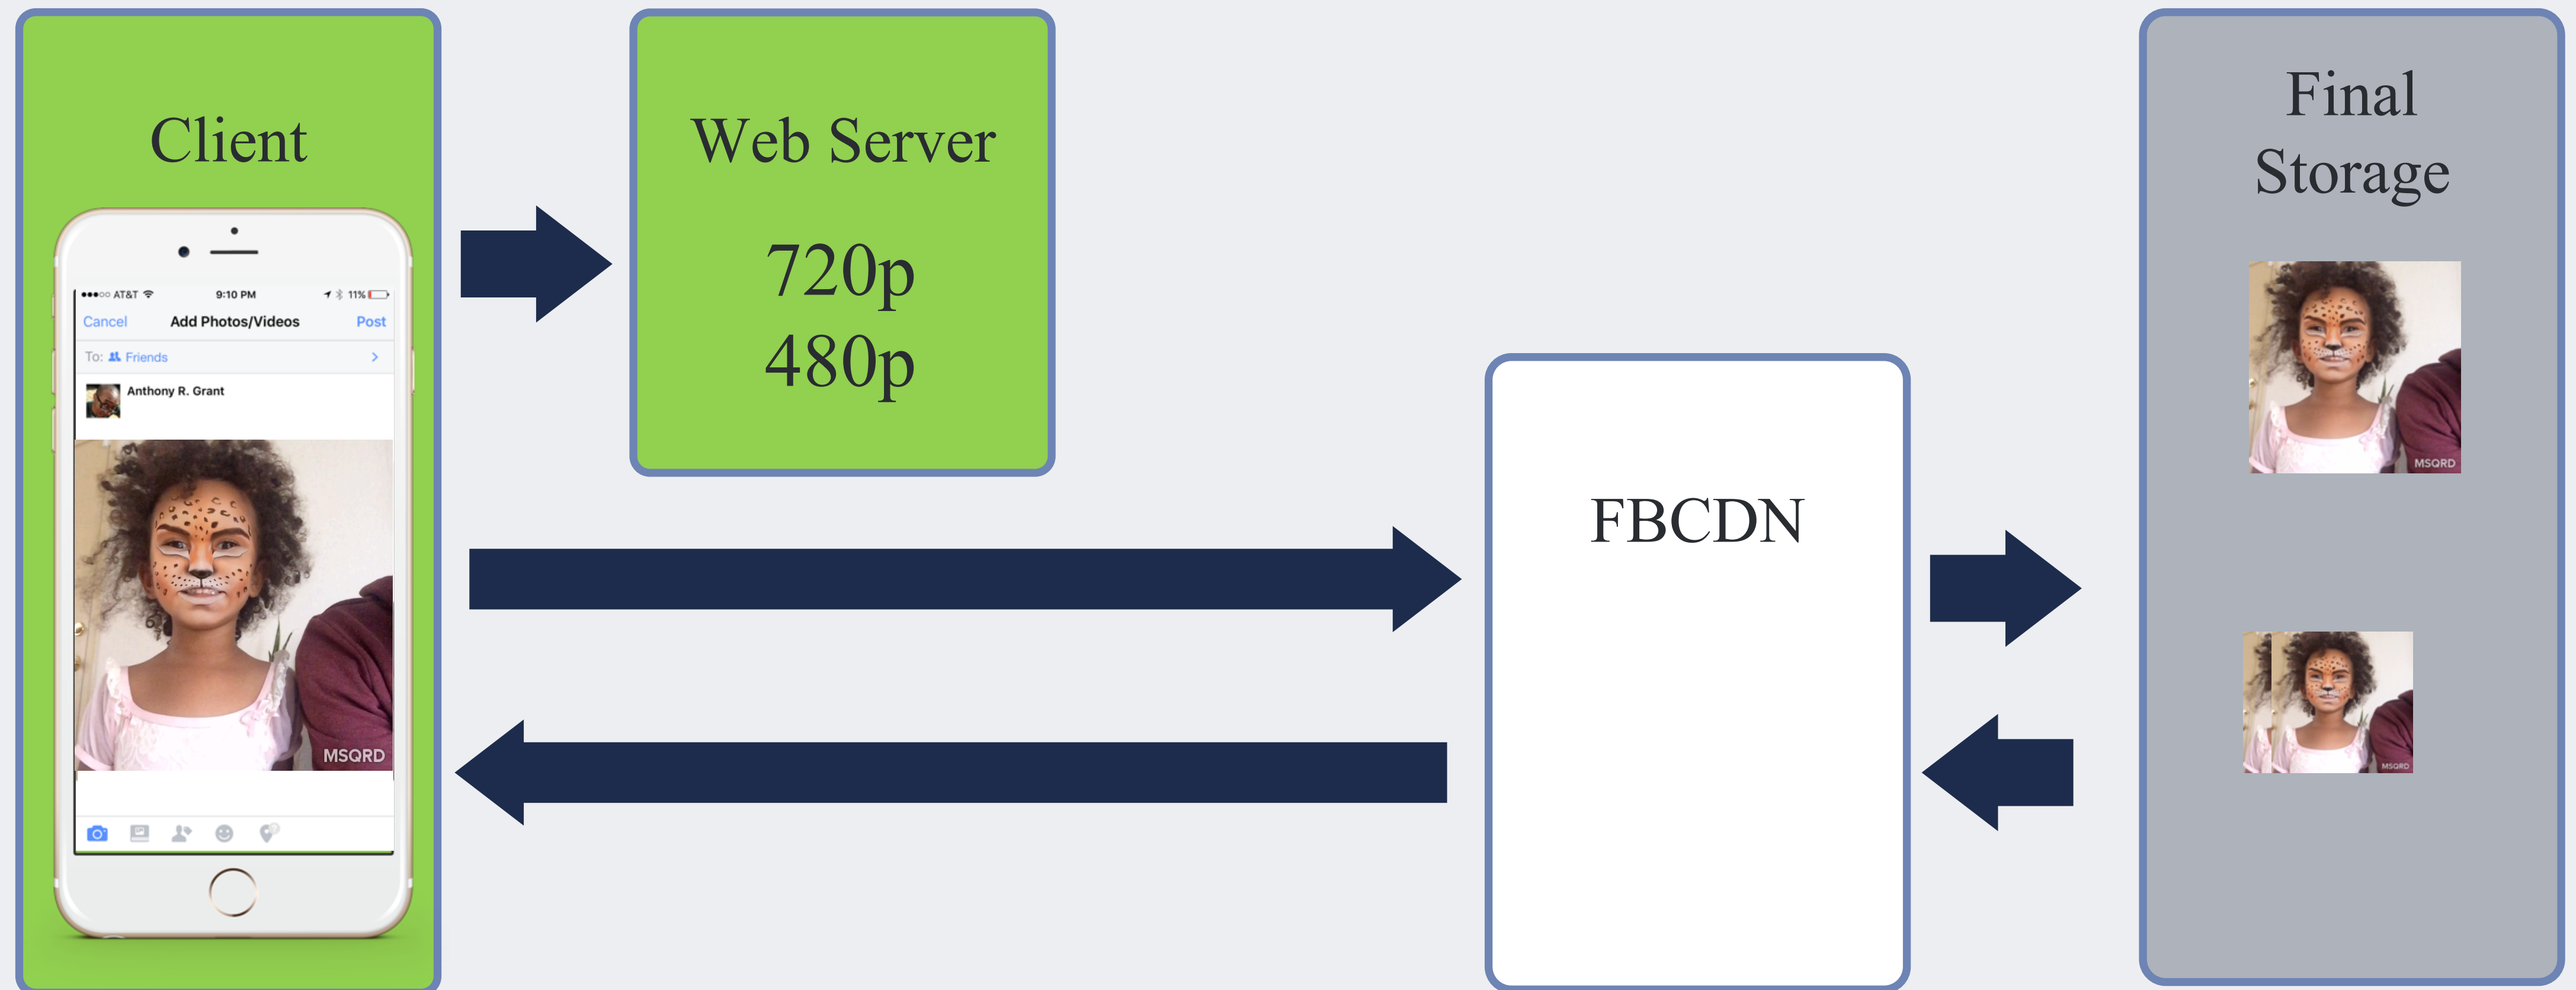 Client
●●●○○ AT&T 9:10 PM 11%
Cancel Add Photos/Videos Post
To: Friends
Anthony R. Grant
MSQRD
Web Server
720p
480p
FBCDN
Final
Storage
MSQRD
MSQRD